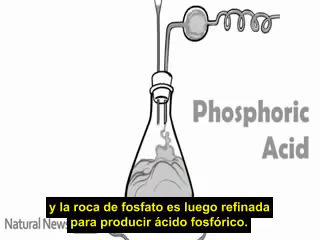 Phosphoric
Acid
y la roca de fosfato es luego refinada
Natural News
para producir ácido fosfórico.